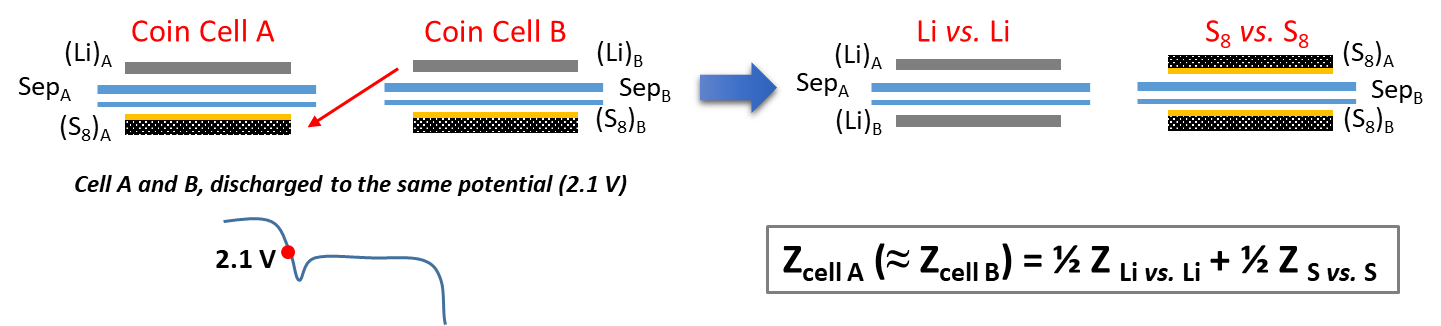 Coin Cell A
Coin Cell B
Li vs. Li
S₈ vs. S₈
(Li)A
(Li)B
(Li)A
(S₈)A
SepA
SepB
SepA
SepB
(S₈)A
(S₈)B
(Li)B
(S₈)B
Cell A and B, discharged to the same potential (2.1 V)
2.1 V
Zcell A (≈ Zcell B) = ½ Z Li vs. Li + ½ Z S vs. S